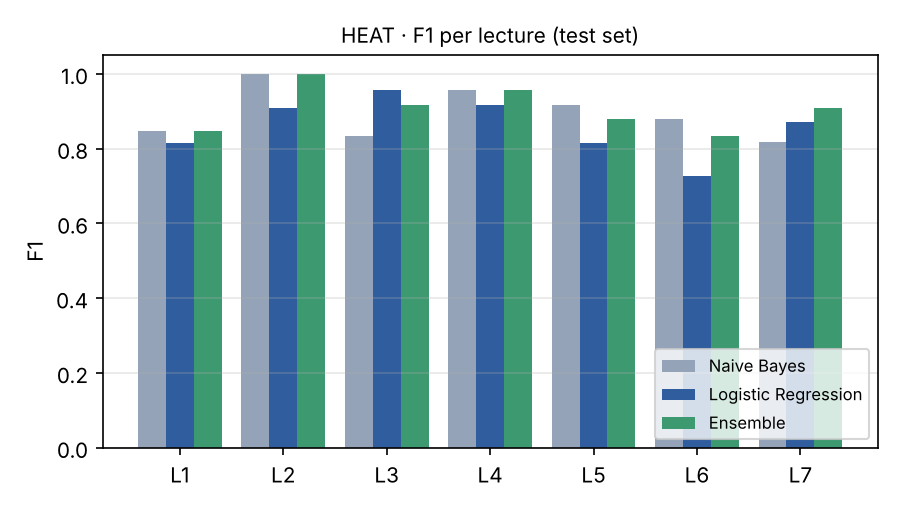 HEAT · F1 per lecture (test set)
F1
1.0
0.8
0.6
0.4
0.2
0.0
L1 L2 L3 L4 L5 L6 L7
Naive Bayes
Logistic Regression
Ensemble